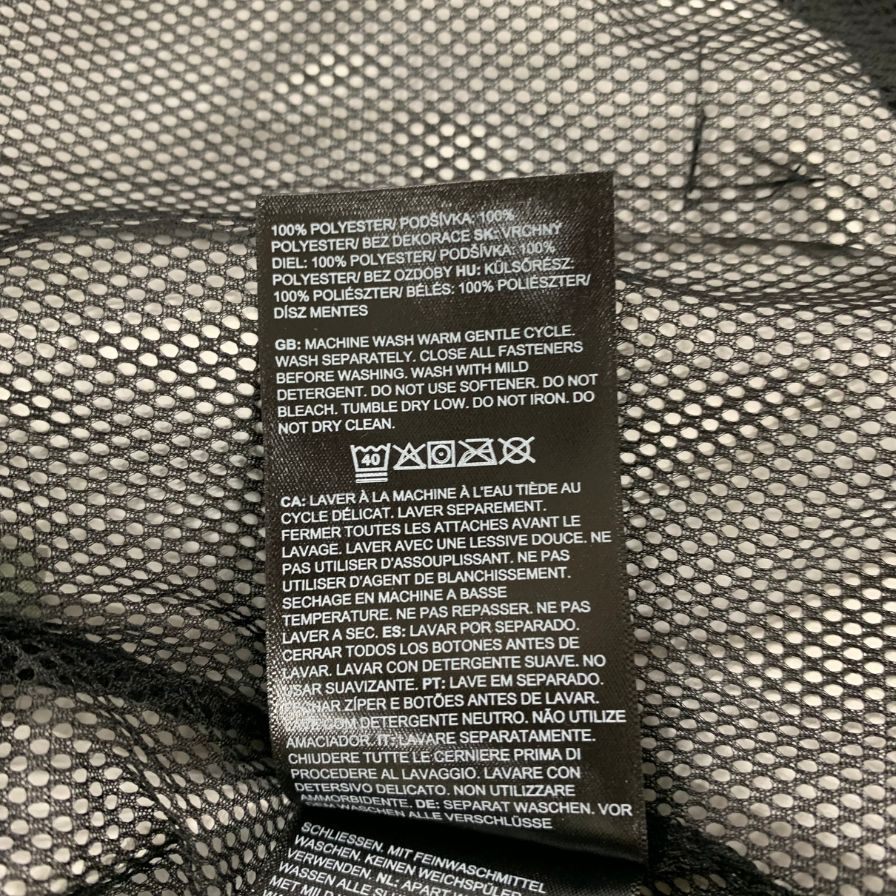 100% POLYESTER/ PODŠÍVKA: 100%
POLYESTER/ BEZ DEKORACE SK: VRCHNY
DIEL: 100% POLYESTER/ PODŠÍVKA: 100%
POLYESTER/ BEZ OZDOBY HU: KÜLSŐRÉSZ:
100% POLIÉSZTER/ BÉLÉS: 100% POLIÉSZTER/
DÍSZ MENTES
GB: MACHINE WASH WARM GENTLE CYCLE.
WASH SEPARATELY. CLOSE ALL FASTENERS
BEFORE WASHING. WASH WITH MILD
DETERGENT. DO NOT USE SOFTENER. DO NOT
BLEACH. TUMBLE DRY LOW. DO NOT IRON. DO
NOT DRY CLEAN.
40
CA: LAVER À LA MACHINE À L'EAU TIÈDE AU
CYCLE DÉLICAT. LAVER SEPAREMENT.
FERMER TOUTES LES ATTACHES AVANT LE
LAVAGE. LAVER AVEC UNE LESSIVE DOUCE. NE
PAS UTILISER D'ASSOUPLISSANT. NE PAS
UTILISER D'AGENT DE BLANCHISSEMENT.
SECHAGE EN MACHINE A BASSE
TEMPERATURE. NE PAS REPASSER. NE PAS
LAVER A SEC. ES: LAVAR POR SEPARADO.
CERRAR TODOS LOS BOTONES ANTES DE
LAVAR. LAVAR CON DETERGENTE SUAVE. NO
USAR SUAVIZANTE. PT: LAVE EM SEPARADO.
FECHAR ZÍPER E BOTÕES ANTES DE LAVAR.
COM DETERGENTE NEUTRO. NÃO UTILIZE
AMACIADOR. IT: LAVARE SEPARATAMENTE.
CHIUDERE TUTTE LE CERNIERE PRIMA DI
PROCEDERE AL LAVAGGIO. LAVARE CON
DETERSIVO DELICATO. NON UTILIZZARE
AMMORBIDENTE. DE: SEPARAT WASCHEN. VOR
DEM WASCHEN ALLE VERSCHLÜSSE
SCHLIESSEN. MIT FEINWASCHMITTEL
WASCHEN. KEINEN WEICHSPÜLER
VERWENDEN. NL: APART
WASSEN ALLE
MET MILD